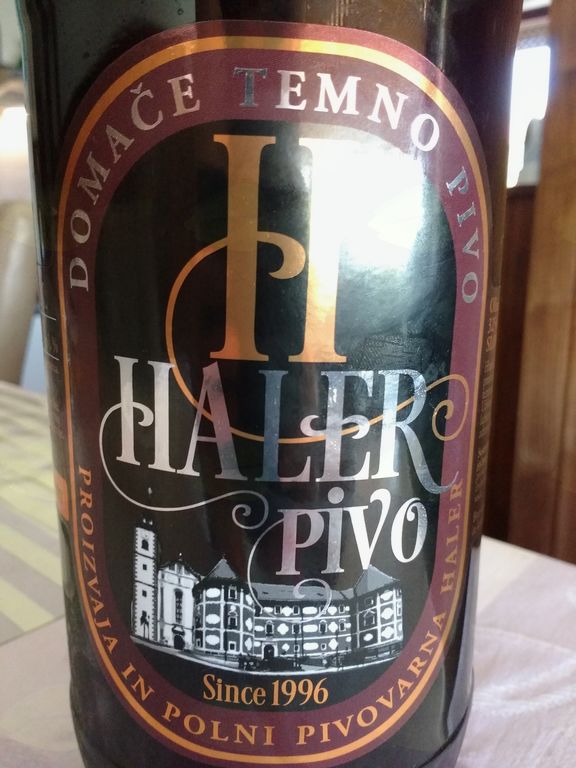 DOMAČE TEMNO PIVO
H
HALER
PIVO
Since 1996
PROIZVAJA IN POLNI PIVOVARNA HALER